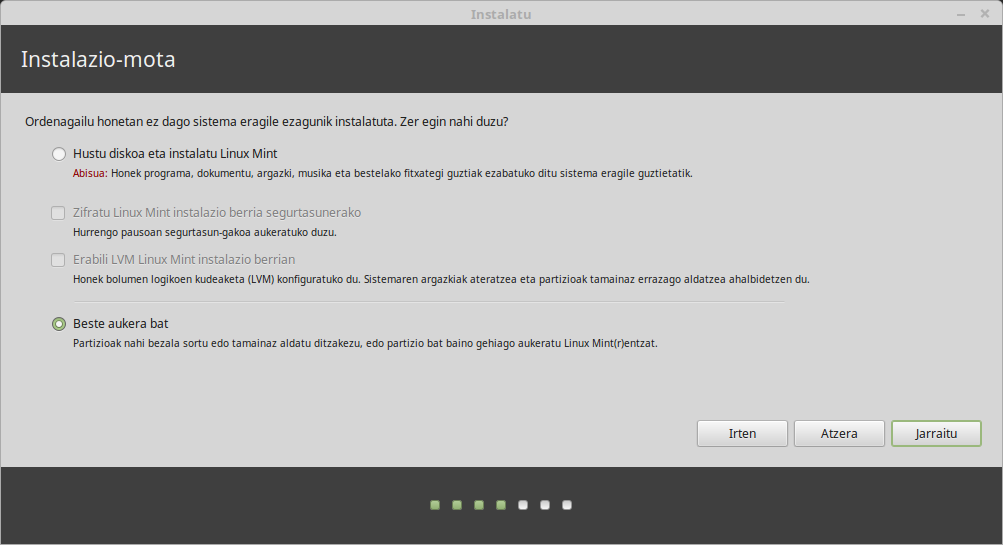 Instalatu
Instalazio-mota
Ordenagailu honetan ez dago sistema eragile ezagunik instalatuta. Zer egin nahi duzu?
Hustu diskoa eta instalatu Linux Mint
Abisua: Honek programa, dokumentu, argazki, musika eta bestelako fitxategi guztiak ezabatuko ditu sistema eragile guztietatik.
Zifratu Linux Mint instalazio berria segurtasunerako
Hurrengo pausoan segurtasun-gakoa aukeratuko duzu.
Erabili LVM Linux Mint instalazio berrian
Honek bolumen logikoen kudeaketa (LVM) konfiguratuko du. Sistemaren argazkiak ateratzea eta partizioak tamainaz errazago aldatzea ahalbidetzen du.
Beste aukera bat
Partizioak nahi bezala sortu edo tamainaz aldatu ditzakezu, edo partizio bat baino gehiago aukeratu Linux Mint(r)entzat.
Irten
Atzera
Jarraitu